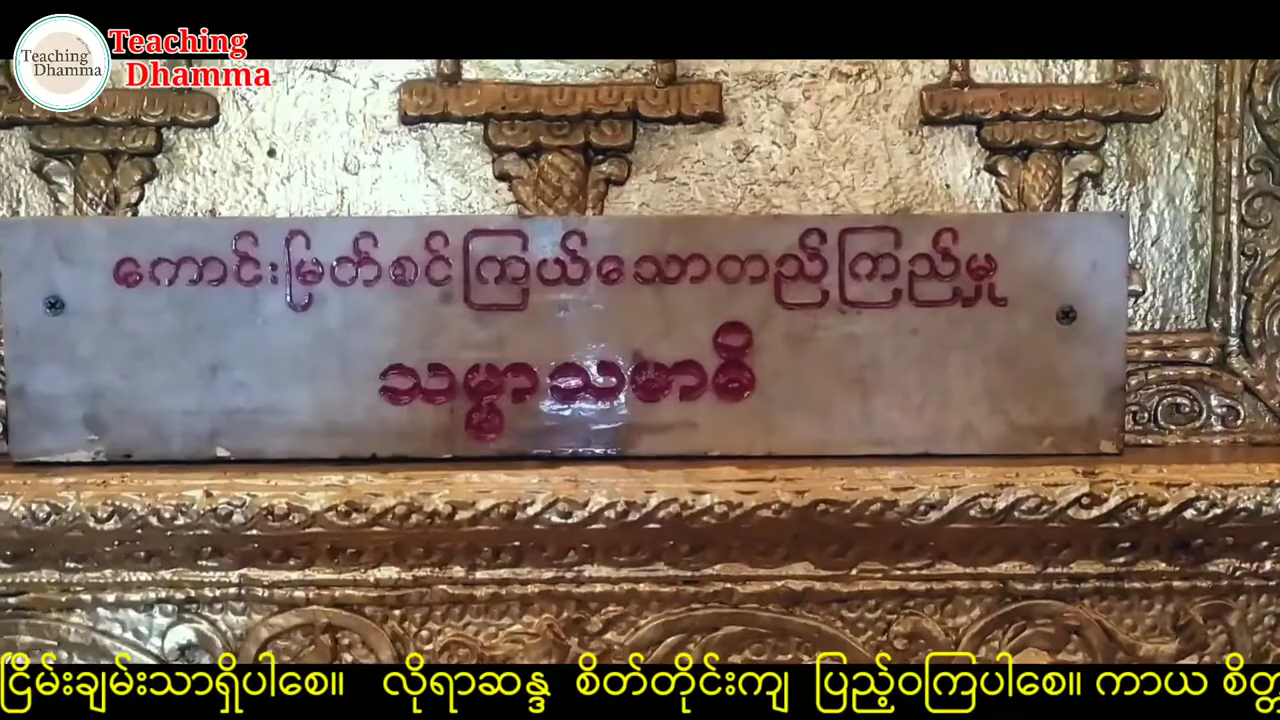 Teaching
Dhamma
Teaching
Dhamma
ကောင်းမြတ်စင်ကြယ်သောတည်ကြည်မှု
သမ္မာသမာဓိ
ငြိမ်းချမ်းသာရှိပါစေ။ လိုရာဆန္ဒ စိတ်တိုင်းကျ ပြည့်ဝကြပါစေ။ ကာယ စိတ္တ